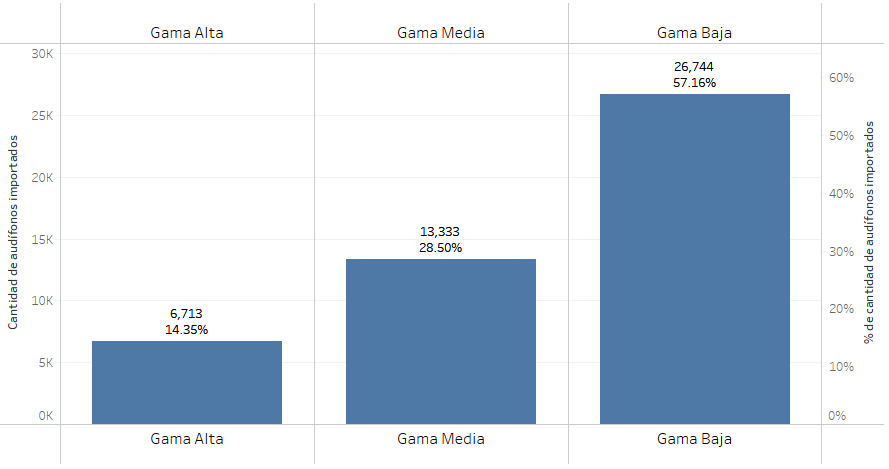 Gama Alta
Gama Media
Gama Baja
30K
25K
20K
15K
10K
5K
0K
Cantidad de audífonos importados
6,713
14.35%
13,333
28.50%
26,744
57.16%
60%
50%
40%
30%
20%
10%
0%
% de cantidad de audífonos importados
Gama Alta
Gama Media
Gama Baja